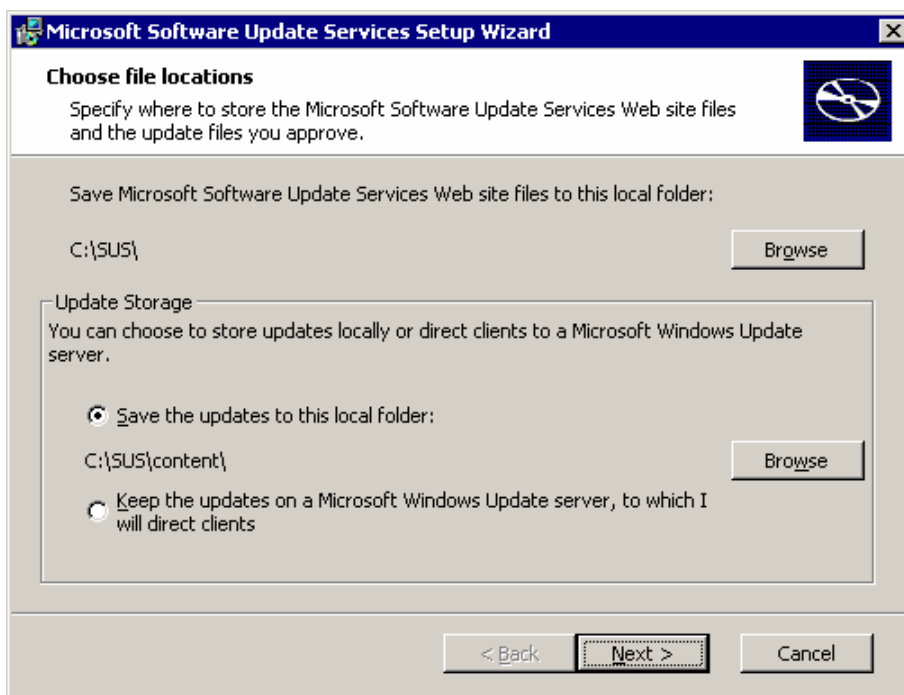 Microsoft Software Update Services Setup Wizard
Choose file locations
Specify where to store the Microsoft Software Update Services Web site files
and the update files you approve.
Save Microsoft Software Update Services Web site files to this local folder:
C:\SUS\
Browse
Update Storage
You can choose to store updates locally or direct clients to a Microsoft Windows Update
server.
Save the updates to this local folder:
C:\SUS\content\
Browse
Keep the updates on a Microsoft Windows Update server, to which I
will direct clients
< Back
Next >
Cancel